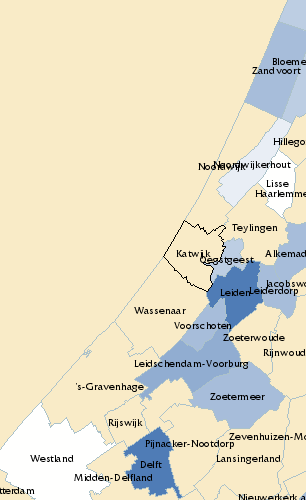 Bloeme
Zandvoort
Hillego
Noordwijkerhout
Noordwijk
Lisse
Haarlemme
Teylingen
Katwijk
Oegstgeest
Alkemad
Jacobswo
Leiden
Leiderdorp
Wassenaar
Voorschoten
Zoeterwoude
Rijnwoud
Leidschendam-Voorburg
's-Gravenhage
Zoetermeer
Rijswijk
Zevenhuizen-Mo
Pijnacker-Nootdorp
Westland
Lansingerland
Delft
Midden-Delfland
tterdam
Nieuwerkerk a